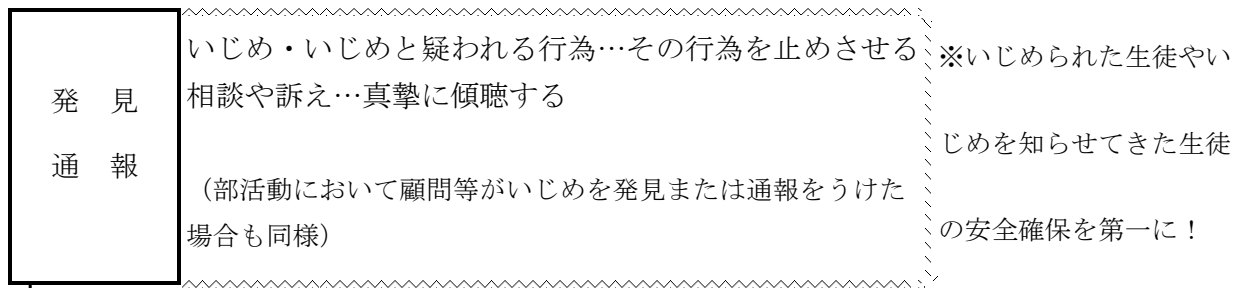 発 見
通 報
いじめ・いじめと疑われる行為…その行為を止めさせる
相談や訴え…真摯に傾聴する
（部活動において顧問等がいじめを発見または通報をうけた
場合も同様）
※いじめられた生徒やい
じめを知らせてきた生徒
の安全確保を第一に！